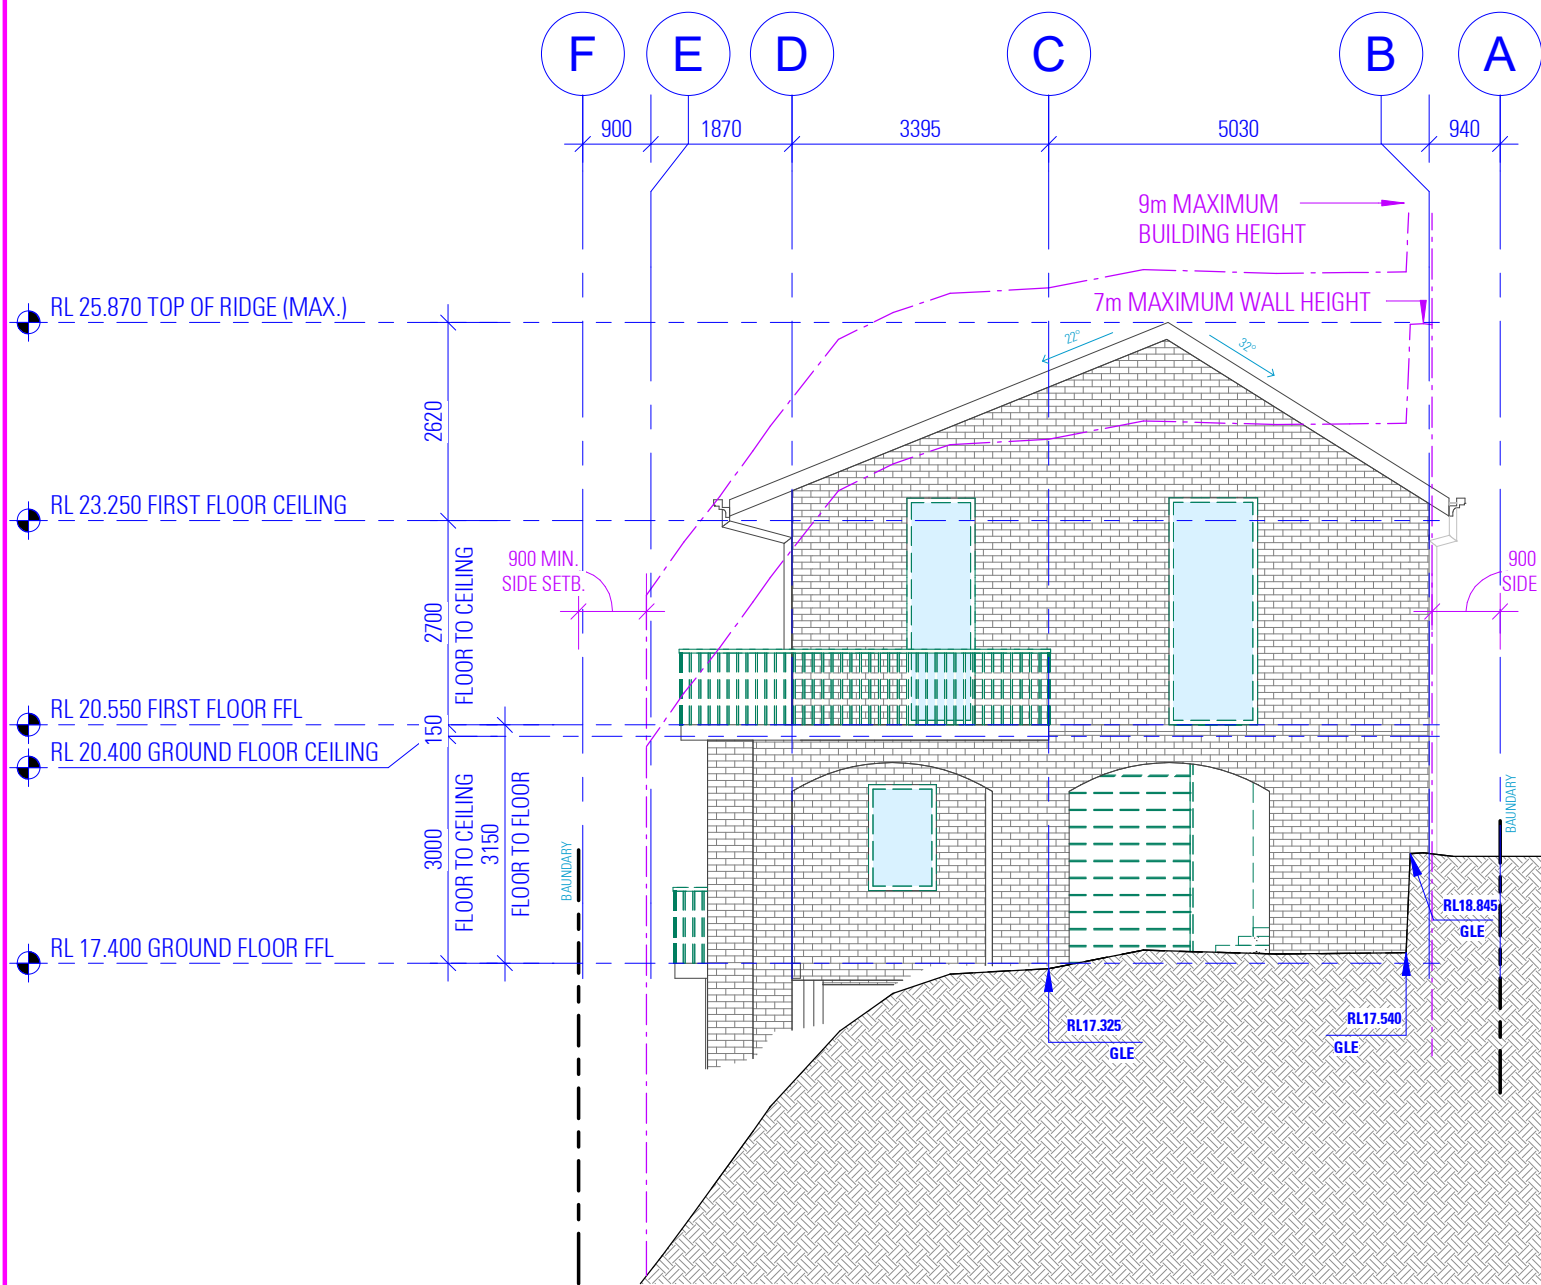 F E D C B A
900 1870 3395 5030 940
9m MAXIMUM
BUILDING HEIGHT
RL 25.870 TOP OF RIDGE (MAX.)
7m MAXIMUM WALL HEIGHT
22°
32°
2620
RL 23.250 FIRST FLOOR CEILING
900 MIN.
SIDE SETB.
900
SIDE
2700
FLOOR TO CEILING
RL 20.550 FIRST FLOOR FFL
150
RL 20.400 GROUND FLOOR CEILING
3000
FLOOR TO CEILING
3150
FLOOR TO FLOOR
BAUNDARY
BAUNDARY
RL18.845
GLE
RL 17.400 GROUND FLOOR FFL
RL17.325
GLE
RL17.540
GLE